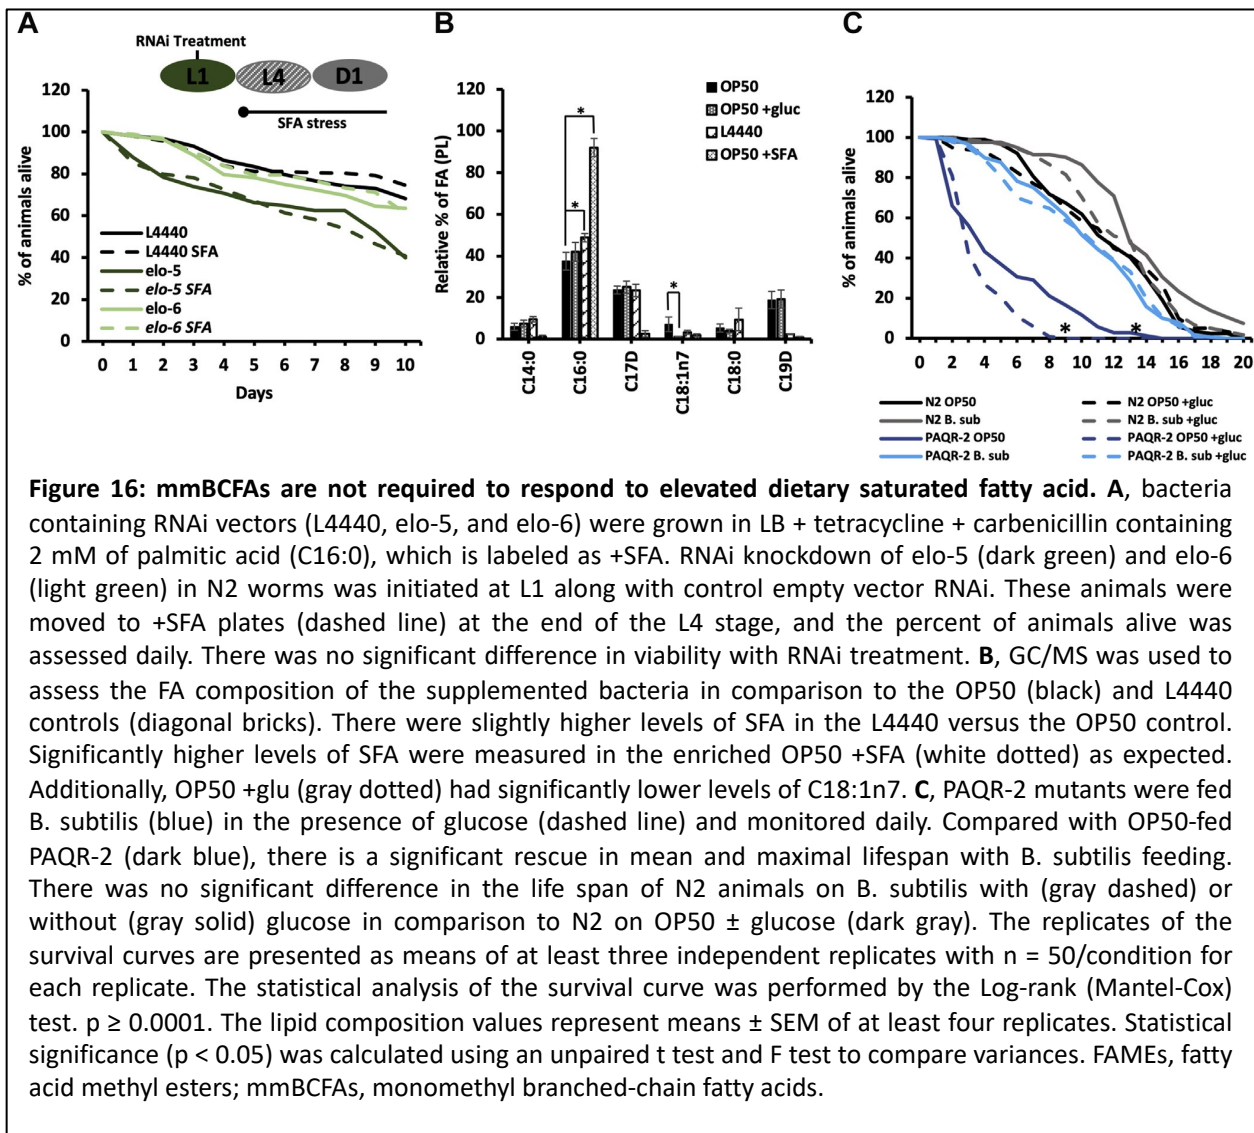 A
RNAi Treatment
L1
L4
D1
SFA stress
120
100
80
60
40
20
0
% of animals alive
L4440
L4440 SFA
elo-5
elo-5 SFA
elo-6
elo-6 SFA
0 1 2 3 4 5 6 7 8 9 10
Days
B
OP50
OP50 +gluc
L4440
OP50 +SFA
120
100
80
60
40
20
0
Relative % of FA (PL)
*
*
*
C14:0
C16:0
C17D
C18:1n7
C18:0
C19D
C
120
100
80
60
40
20
0
% of animals alive
* *
0 2 4 6 8 10 12 14 16 18 20
N2 OP50
N2 OP50 +gluc
N2 B. sub
N2 B. sub +gluc
PAQR-2 OP50
PAQR-2 OP50 +gluc
PAQR-2 B. sub
PAQR-2 B. sub +gluc
Figure 16: mmBCFAs are not required to respond to elevated dietary saturated fatty acid. A, bacteria
containing RNAi vectors (L4440, elo-5, and elo-6) were grown in LB + tetracycline + carbenicillin containing
2 mM of palmitic acid (C16:0), which is labeled as +SFA. RNAi knockdown of elo-5 (dark green) and elo-6
(light green) in N2 worms was initiated at L1 along with control empty vector RNAi. These animals were
moved to +SFA plates (dashed line) at the end of the L4 stage, and the percent of animals alive was
assessed daily. There was no significant difference in viability with RNAi treatment. B, GC/MS was used to
assess the FA composition of the supplemented bacteria in comparison to the OP50 (black) and L4440
controls (diagonal bricks). There were slightly higher levels of SFA in the L4440 versus the OP50 control.
Significantly higher levels of SFA were measured in the enriched OP50 +SFA (white dotted) as expected.
Additionally, OP50 +glu (gray dotted) had significantly lower levels of C18:1n7. C, PAQR-2 mutants were fed
B. subtilis (blue) in the presence of glucose (dashed line) and monitored daily. Compared with OP50-fed
PAQR-2 (dark blue), there is a significant rescue in mean and maximal lifespan with B. subtilis feeding.
There was no significant difference in the life span of N2 animals on B. subtilis with (gray dashed) or
without (gray solid) glucose in comparison to N2 on OP50 ± glucose (dark gray). The replicates of the
survival curves are presented as means of at least three independent replicates with n = 50/condition for
each replicate. The statistical analysis of the survival curve was performed by the Log-rank (Mantel-Cox)
test. p ≥ 0.0001. The lipid composition values represent means ± SEM of at least four replicates. Statistical
significance (p < 0.05) was calculated using an unpaired t test and F test to compare variances. FAMEs, fatty
acid methyl esters; mmBCFAs, monomethyl branched-chain fatty acids.